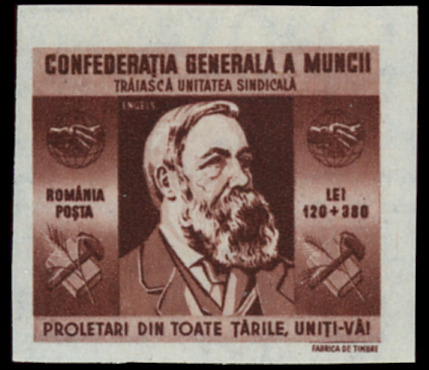 CONFEDERAȚIA GENERALĂ A MUNCII
TRĂIASCĂ UNITATEA SINDICALĂ
ENGELS
ROMÂNIA
POȘTA
LEI
120+380
PROLETARI DIN TOATE ȚĂRILE, UNIȚI-VĂ!
FABRICA DE TIMBRE